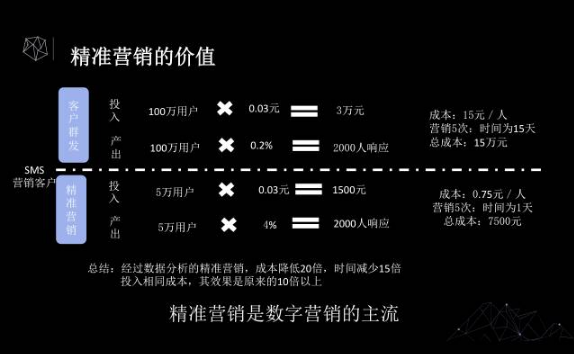 精准营销的价值
客户群发
投入
100万用户 ✖ 0.03元 = 3万元
产出
100万用户 ✖ 0.2% = 2000人响应
成本：15元 / 人
营销5次：时间为15天
总成本：15万元
SMS
营销客户
精准营销
投入
5万用户 ✖ 0.03元 = 1500元
产出
5万用户 ✖ 4% = 2000人响应
成本：0.75元 / 人
营销5次：时间为1天
总成本：7500元
总结：经过数据分析的精准营销，成本降低20倍，时间减少15倍
投入相同成本，其效果是原来的10倍以上
精准营销是数字营销的主流